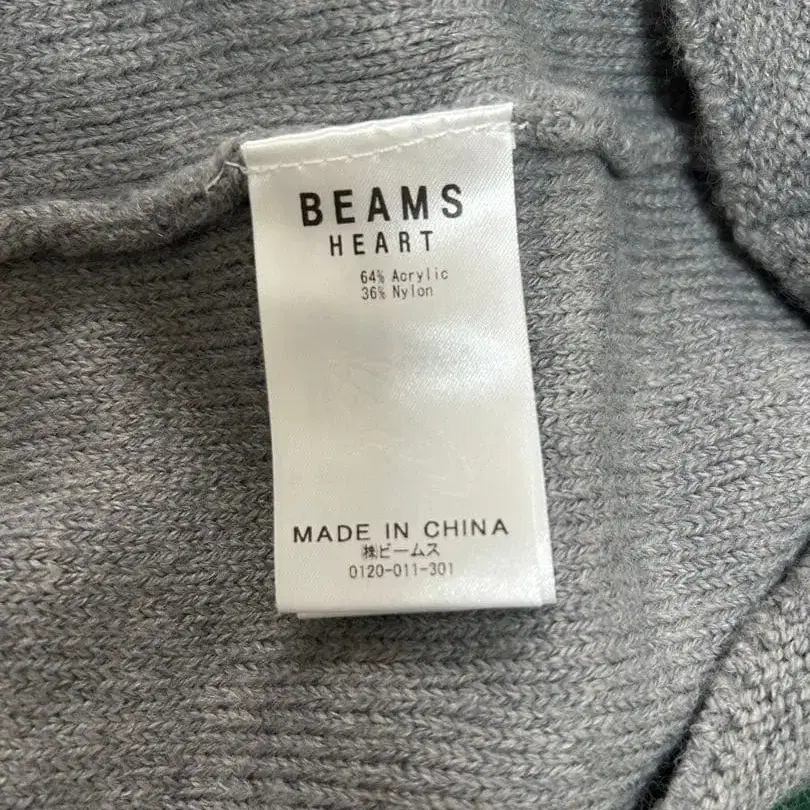 BEAMS
HEART
64% Acrylic
36% Nylon
MADE IN CHINA
㈱ビームス
0120-011-301